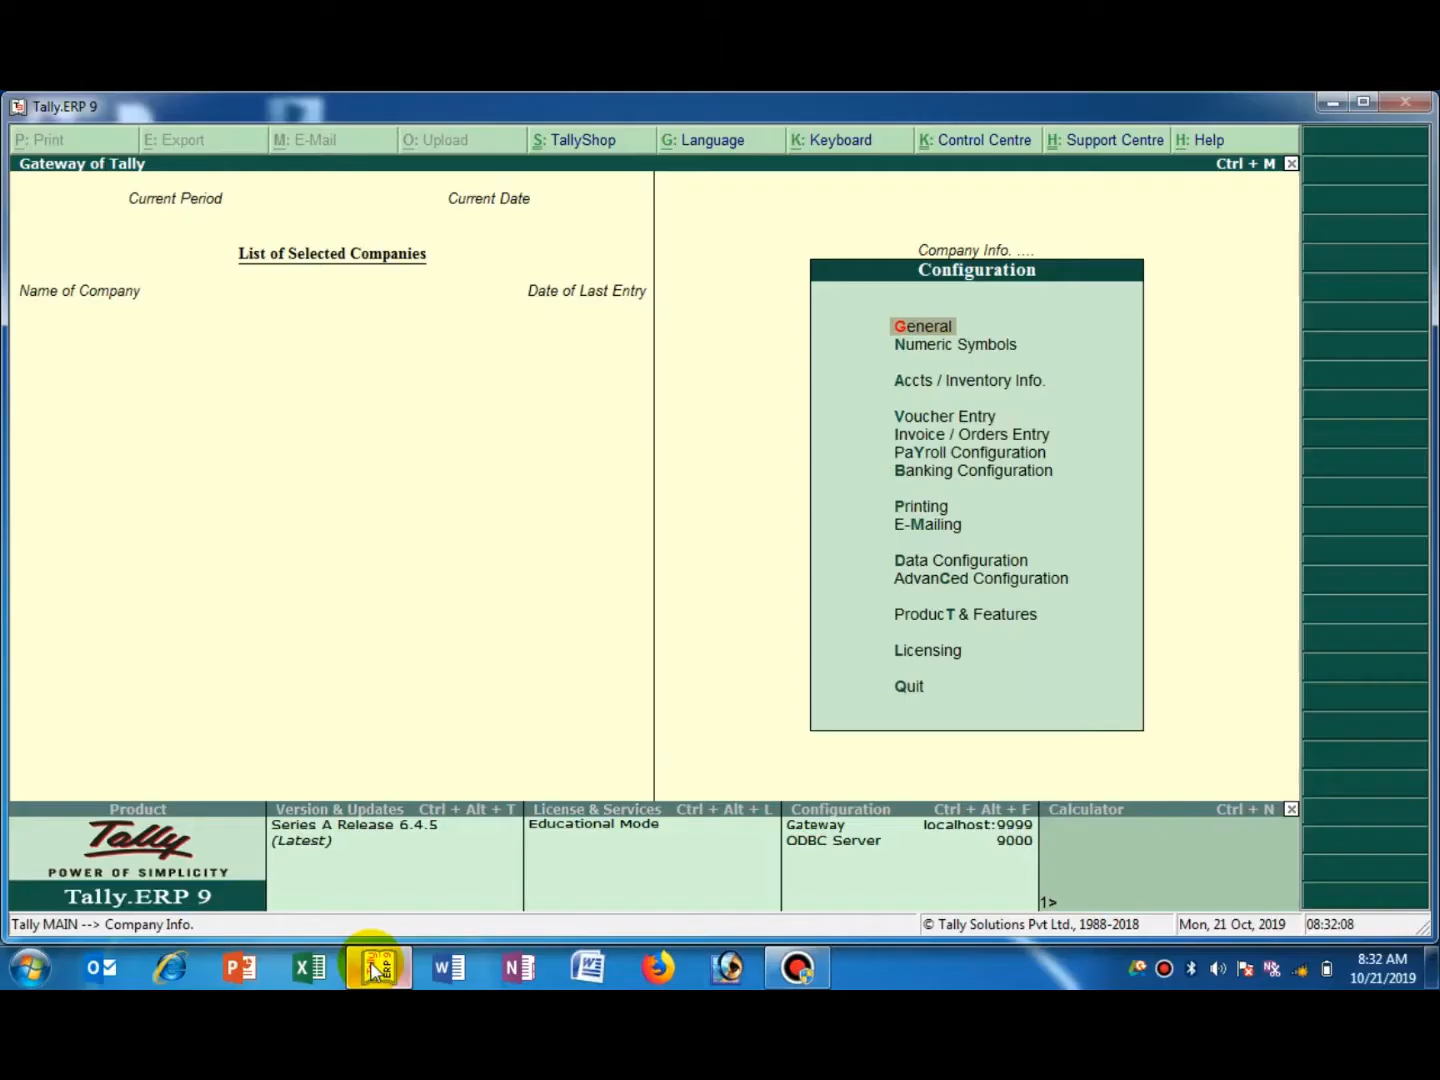 Tally.ERP 9
P: Print
E: Export
M: E-Mail
O: Upload
S: TallyShop
G: Language
K: Keyboard
K: Control Centre
H: Support Centre
H: Help
Gateway of Tally
Ctrl + M
Current Period
Current Date
List of Selected Companies
Name of Company
Date of Last Entry
Company Info. ....
Configuration
General
Numeric Symbols
Accts / Inventory Info.
Voucher Entry
Invoice / Orders Entry
PaYroll Configuration
Banking Configuration
Printing
E-Mailing
Data Configuration
AdvanCed Configuration
ProducT & Features
Licensing
Quit
Product
Tally
POWER OF SIMPLICITY
Tally.ERP 9
Version & Updates Ctrl + Alt + T
Series A Release 6.4.5
(Latest)
License & Services Ctrl + Alt + L
Educational Mode
Configuration Ctrl + Alt + F
Gateway localhost:9999
ODBC Server 9000
Calculator Ctrl + N
1>
Tally MAIN --> Company Info.
© Tally Solutions Pvt Ltd., 1988-2018
Mon, 21 Oct, 2019
08:32:08
8:32 AM
10/21/2019